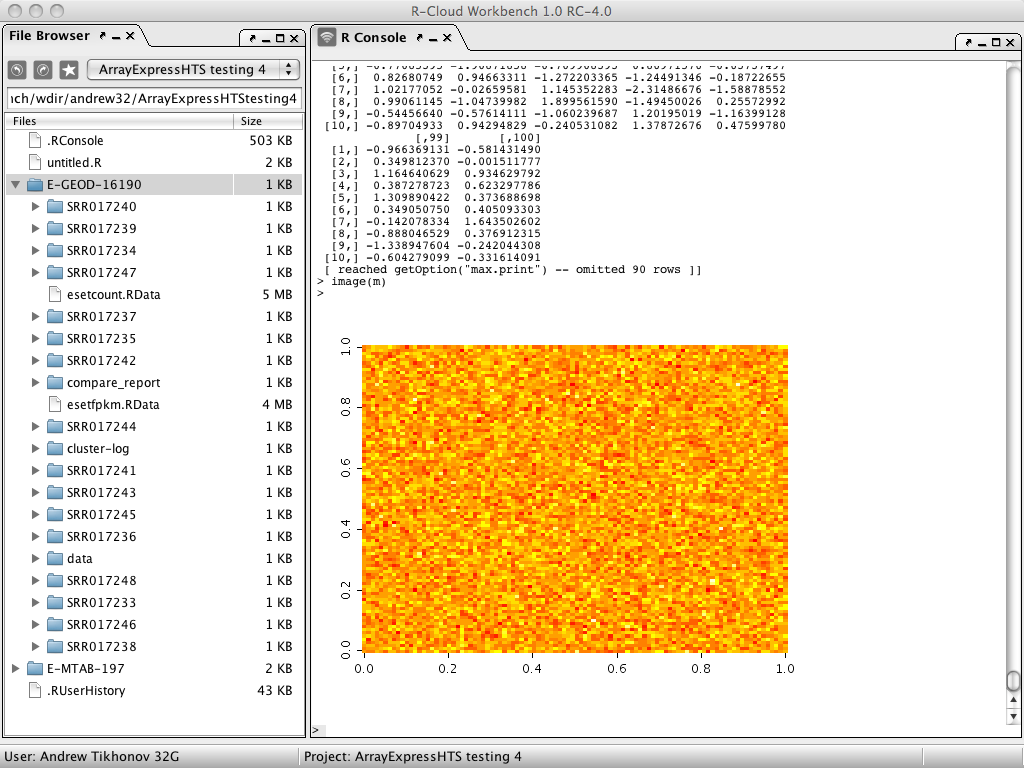 R-Cloud Workbench 1.0 RC-4.0
File Browser
ArrayExpressHTS testing 4
ch/wdir/andrew32/ArrayExpressHTStesting4
Files Size
.RConsole 503 KB
untitled.R 2 KB
E-GEOD-16190 1 KB
SRR017240 1 KB
SRR017239 1 KB
SRR017234 1 KB
SRR017247 1 KB
esetcount.RData 5 MB
SRR017237 1 KB
SRR017235 1 KB
SRR017242 1 KB
compare_report 1 KB
esetfpkm.RData 4 MB
SRR017244 1 KB
cluster-log 1 KB
SRR017241 1 KB
SRR017243 1 KB
SRR017245 1 KB
SRR017236 1 KB
data 1 KB
SRR017248 1 KB
SRR017233 1 KB
SRR017246 1 KB
SRR017238 1 KB
E-MTAB-197 2 KB
.RUserHistory 43 KB
R Console
[6,] 0.82680749 0.94663311 -1.272203365 -1.24491346 -0.18722655
[7,] 1.02177052 -0.02659581 1.145352283 -2.31486676 -1.58878552
[8,] 0.99061145 -1.04739982 1.899561590 -1.49450026 0.25572992
[9,] -0.54456640 -0.57614111 -1.060239687 1.20195019 -1.16399128
[10,] -0.89704933 0.94294829 -0.240531082 1.37872676 0.47599780
[,99] [,100]
[1,] -0.966369131 -0.581431490
[2,] 0.349812370 -0.001511777
[3,] 1.164640629 0.934629792
[4,] 0.387278723 0.623297786
[5,] 1.309890422 0.373688698
[6,] 0.349050750 0.405093303
[7,] -0.142078334 1.643502602
[8,] -0.888046529 0.376912315
[9,] -1.338947604 -0.242044308
[10,] -0.604279099 -0.331614091
[ reached getOption("max.print") -- omitted 90 rows ]]
> image(m)
>
1.0
0.8
0.6
0.4
0.2
0.0
0.0 0.2 0.4 0.6 0.8 1.0
>
User: Andrew Tikhonov 32G
Project: ArrayExpressHTS testing 4